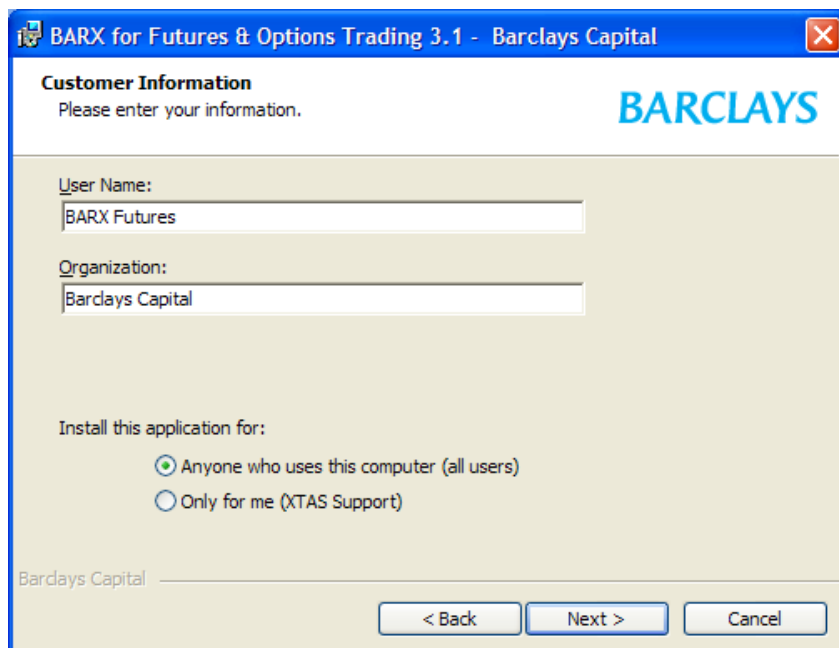 BARX for Futures & Options Trading 3.1 - Barclays Capital
Customer Information
Please enter your information.
BARCLAYS
User Name:
BARX Futures
Organization:
Barclays Capital
Install this application for:
Anyone who uses this computer (all users)
Only for me (XTAS Support)
Barclays Capital
< Back Next > Cancel